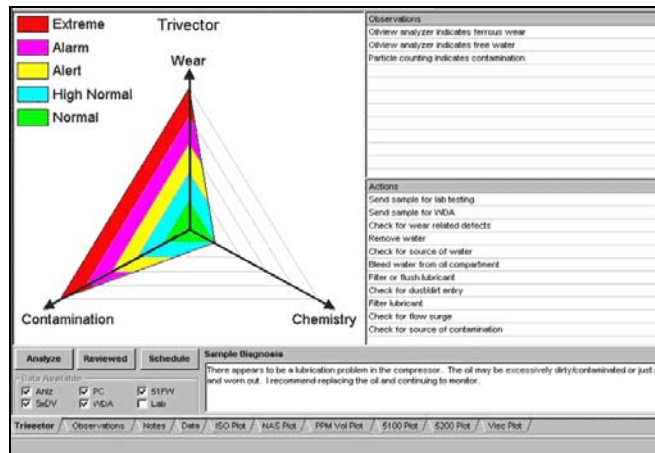 Extreme
Alarm
Alert
High Normal
Normal
Trivector
Wear
Contamination
Chemistry
Observations
Oilview analyzer indicates ferrous wear
Oilview analyzer indicates free water
Particle counting indicates contamination
Actions
Send sample for lab testing
Send sample for WDA
Check for wear related defects
Remove water
Check for source of water
Bleed water from oil compartment
Filter or flush lubricant
Check for dust/dirt entry
Filter lubricant
Check for flow surge
Check for source of contamination
Analyze Reviewed Schedule
Data Available
Anlz PC 51FW
5xDV WDA Lab
Sample Diagnosis
There appears to be a lubrication problem in the compressor. The oil may be excessively dirty/contaminated or just
and worn out. I recommend replacing the oil and continuing to monitor.
Trivector Observations Notes Data ISO Plot NAS Plot PPM Vol Plot 5100 Plot 5200 Plot Visc Plot